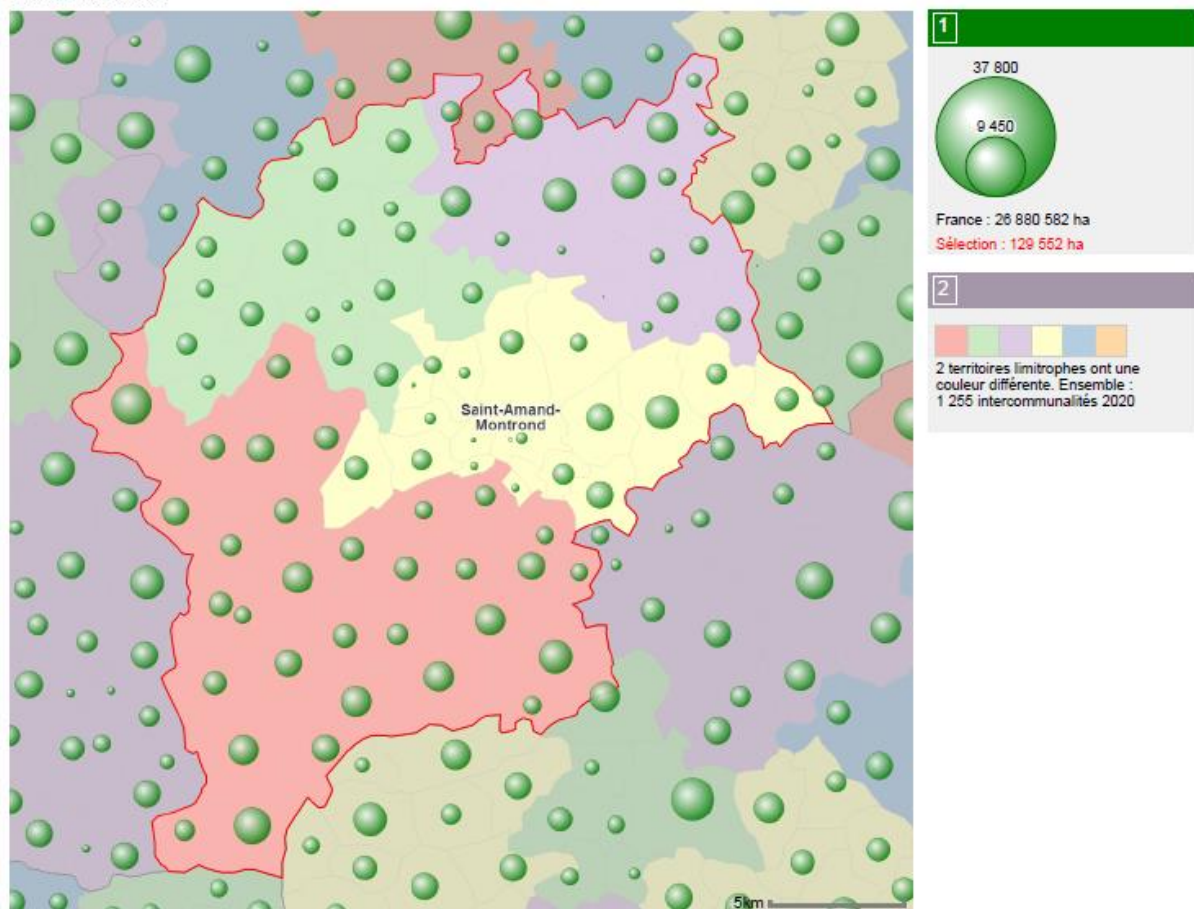 1
37 800
9 450
France : 26 880 582 ha
Sélection : 129 552 ha
2
2 territoires limitrophes ont une
couleur différente. Ensemble :
1 255 intercommunalités 2020
Saint-Amand-
Montrond
5km